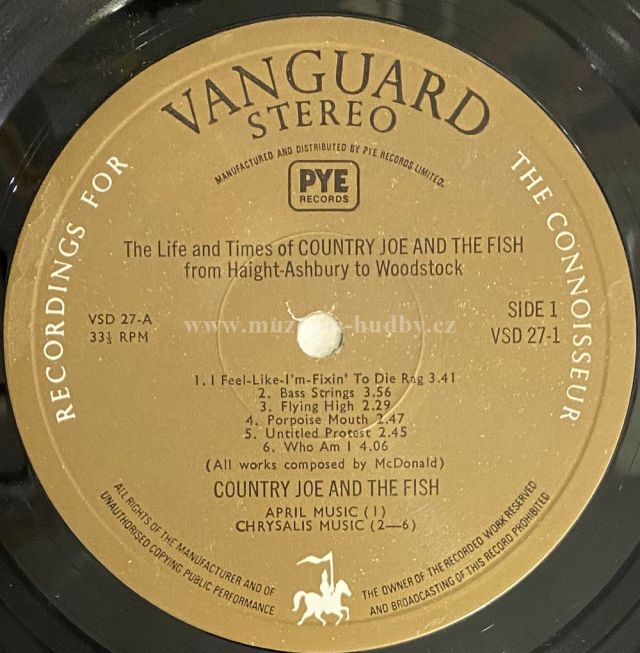 VANGUARD
STEREO
MANUFACTURED AND DISTRIBUTED BY PYE RECORDS LIMITED.
PYE
RECORDS
RECORDINGS FOR
THE CONNOISSEUR
The Life and Times of COUNTRY JOE AND THE FISH
from Haight-Ashbury to Woodstock
VSD 27-A
33⅓ RPM
SIDE 1
VSD 27-1
www.muzeum-hudby.cz
1. I Feel-Like-I'm-Fixin' To Die Rag 3.41
2. Bass Strings 3.56
3. Flying High 2.29
4. Porpoise Mouth 2.47
5. Untitled Protest 2.45
6. Who Am I 4.06
(All works composed by McDonald)
COUNTRY JOE AND THE FISH
APRIL MUSIC (1)
CHRYSALIS MUSIC (2—6)
ALL RIGHTS OF THE MANUFACTURER AND OF
THE OWNER OF THE RECORDED WORK RESERVED
UNAUTHORISED COPYING PUBLIC PERFORMANCE
AND BROADCASTING OF THIS RECORD PROHIBITED